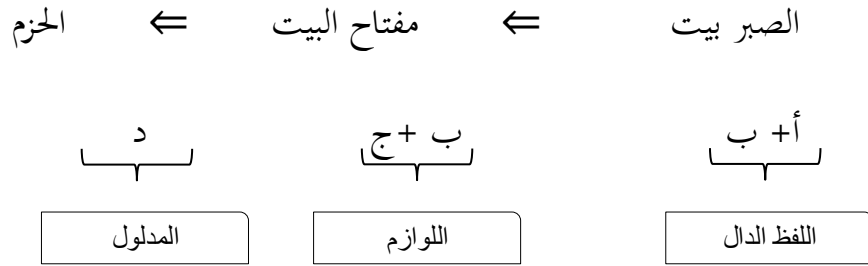 الصبر بيت ⇐ مفتاح البيت ⇐ الحزم
أ+ ب ب +ج د
اللفظ الدال اللوازم المدلول